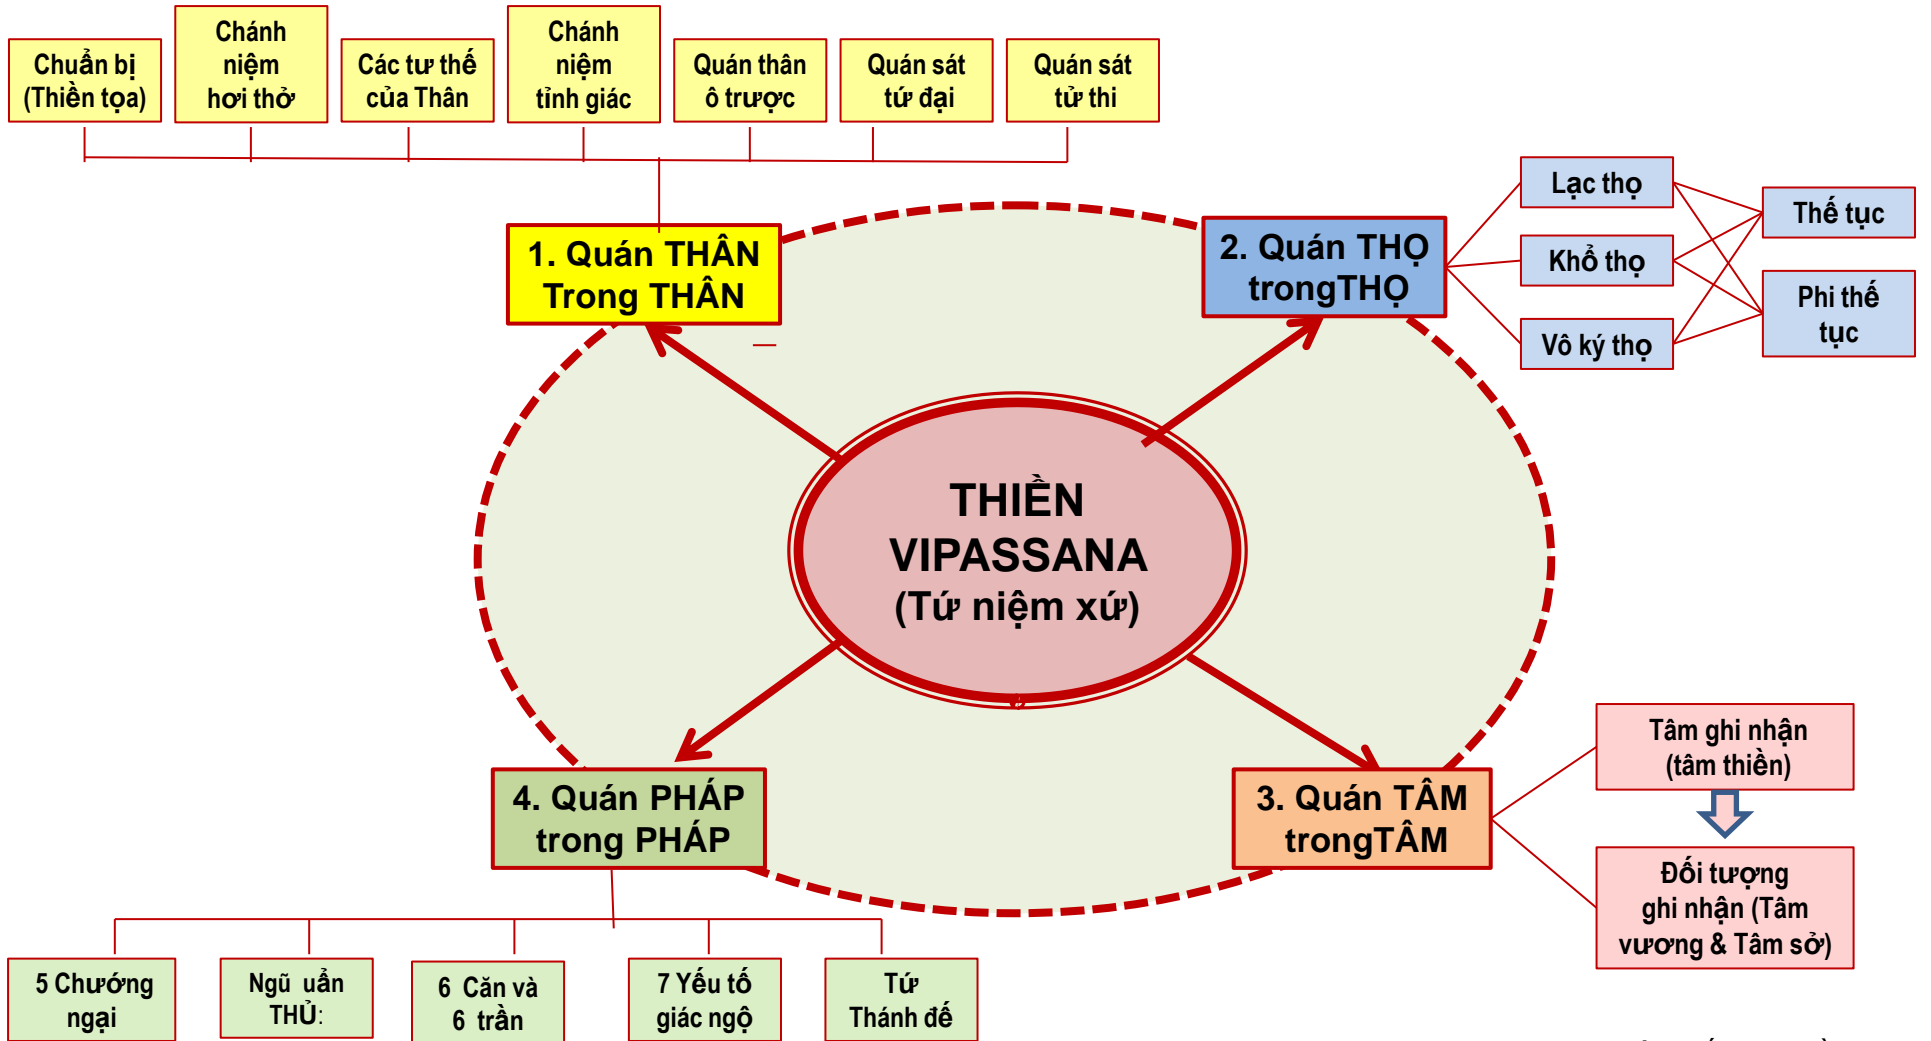 Chuẩn bị
(Thiền tọa)
Chánh
niệm
hơi thở
Các tư thế
của Thân
Chánh
niệm
tỉnh giác
Quán thân
ô trược
Quán sát
tứ đại
Quán sát
tử thi
1. Quán THÂN
Trong THÂN
2. Quán THỌ
trongTHỌ
Lạc thọ
Khổ thọ
Vô ký thọ
Thế tục
Phi thế
tục
THIỀN
VIPASSANA
(Tứ niệm xứ)
4. Quán PHÁP
trong PHÁP
3. Quán TÂM
trongTÂM
Tâm ghi nhận
(tâm thiền)
Đối tượng
ghi nhận (Tâm
vương & Tâm sở)
5 Chướng
ngại
Ngũ uẩn
THỦ:
6 Căn và
6 trần
7 Yếu tố
giác ngộ
Tứ
Thánh đế